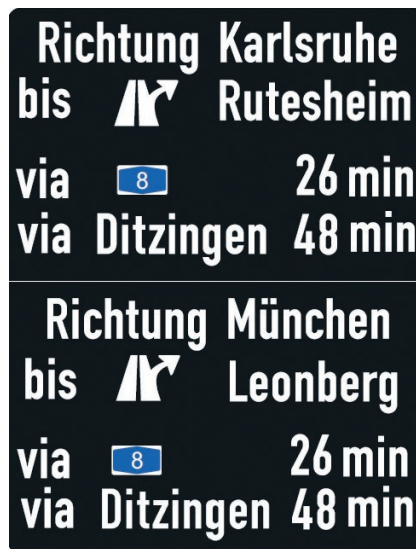 Richtung Karlsruhe
bis Rutesheim
via 8 26 min
via Ditzingen 48 min
Richtung München
bis Leonberg
via 8 26 min
via Ditzingen 48 min